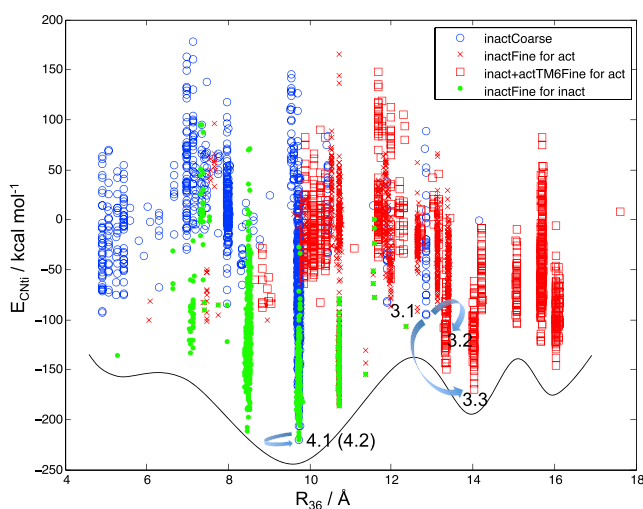 inactCoarse
inactFine for act
inact+actTM6Fine for act
inactFine for inact
200
150
100
50
0
−50
−100
−150
−200
−250
E_CNti / kcal mol⁻¹
3.1
3.2
3.3
4.1 (4.2)
4 6 8 10 12 14 16 18
R₃₆ / Å